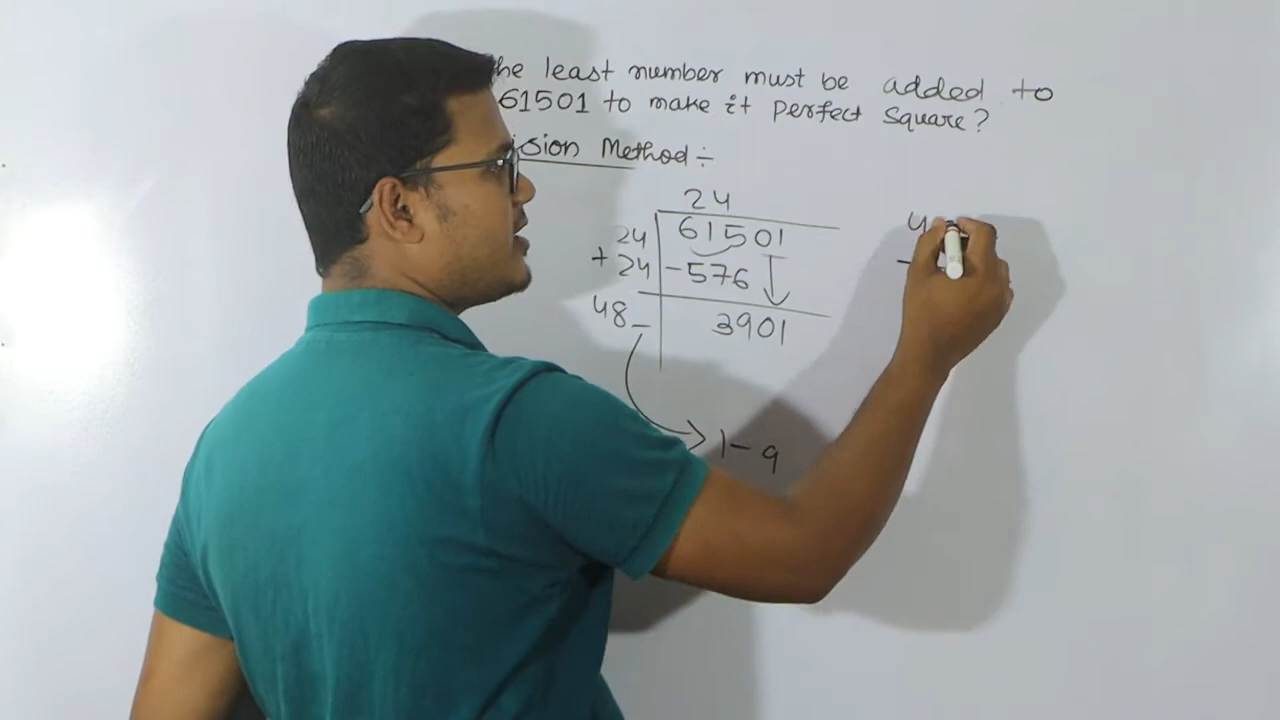 he least number must be added to
61501 to make it perfect square?
ision Method ÷
24
24 61501
+24 -576
48_ 3901
1-9
4
-